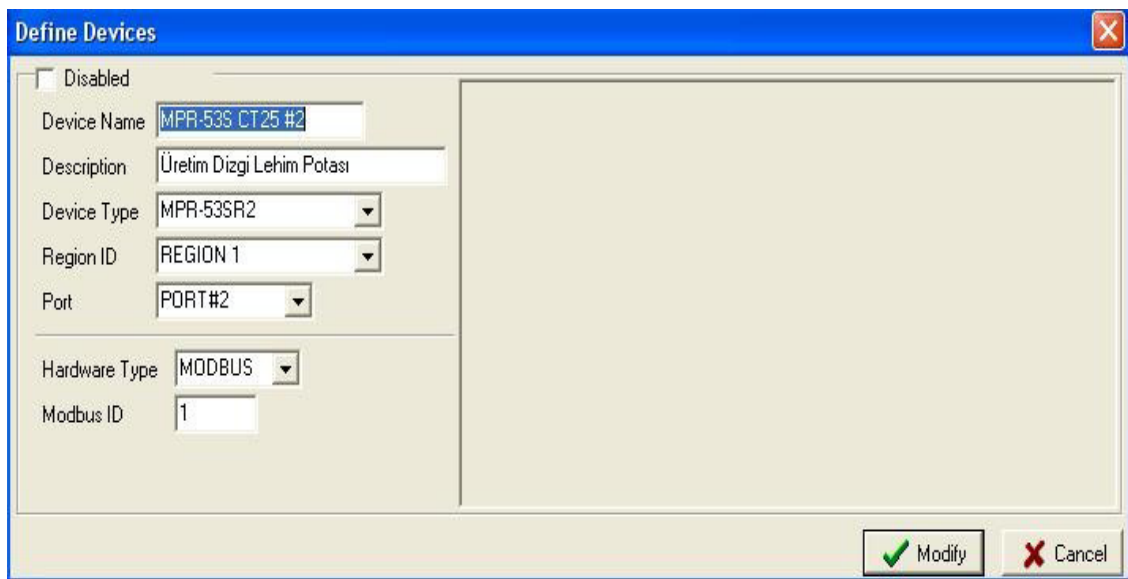 Define Devices
Disabled
Device Name MPR-53S CT25 #2
Description Üretim Dizgi Lehim Potası
Device Type MPR-53SR2
Region ID REGION 1
Port PORT#2
Hardware Type MODBUS
Modbus ID 1
Modify Cancel